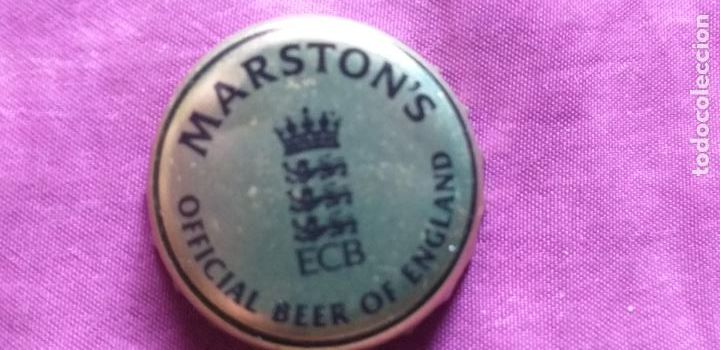 MARSTON'S
ECB
OFFICIAL BEER OF ENGLAND
todocoleccion